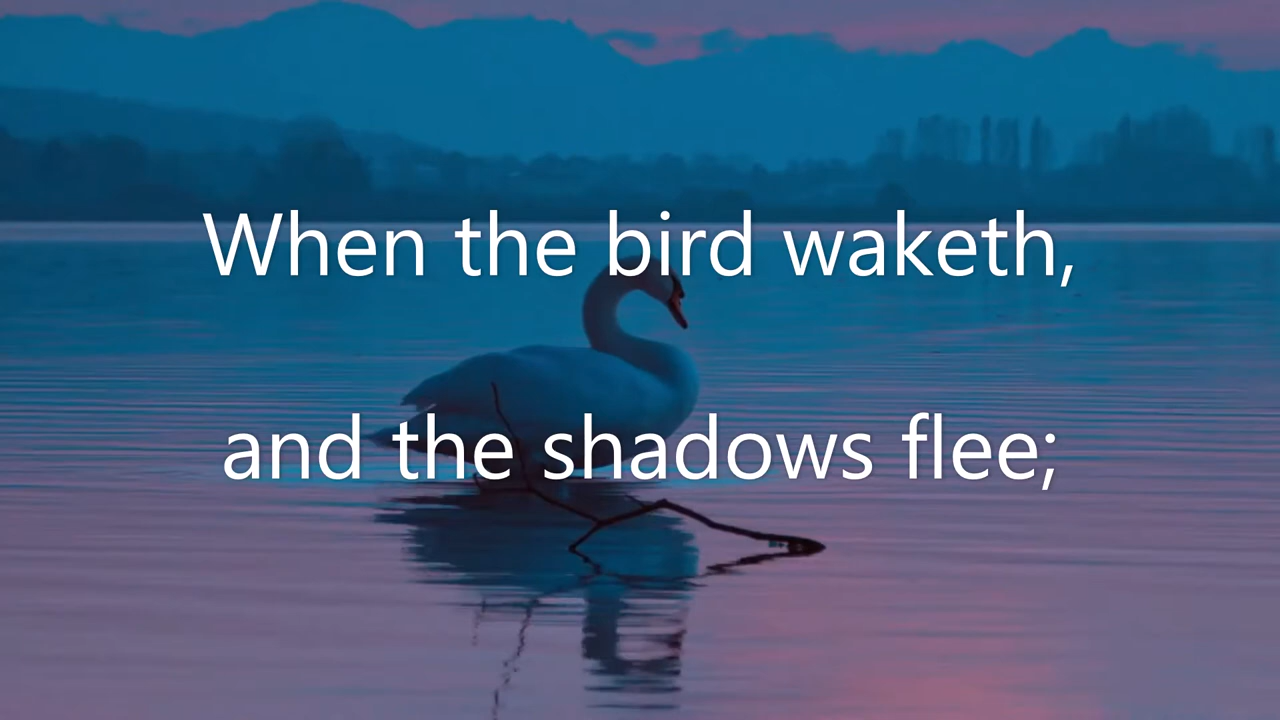 When the bird waketh,
and the shadows flee;